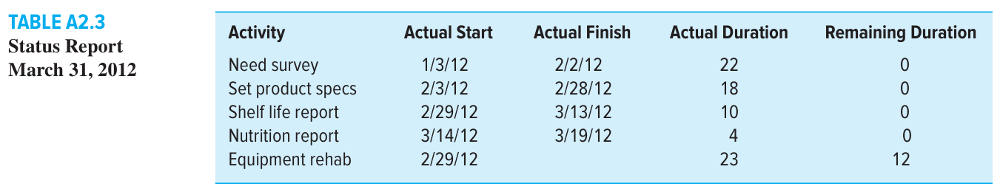 TABLE A2.3
Status Report
March 31, 2012
Activity Actual Start Actual Finish Actual Duration Remaining Duration
Need survey 1/3/12 2/2/12 22 0
Set product specs 2/3/12 2/28/12 18 0
Shelf life report 2/29/12 3/13/12 10 0
Nutrition report 3/14/12 3/19/12 4 0
Equipment rehab 2/29/12 23 12